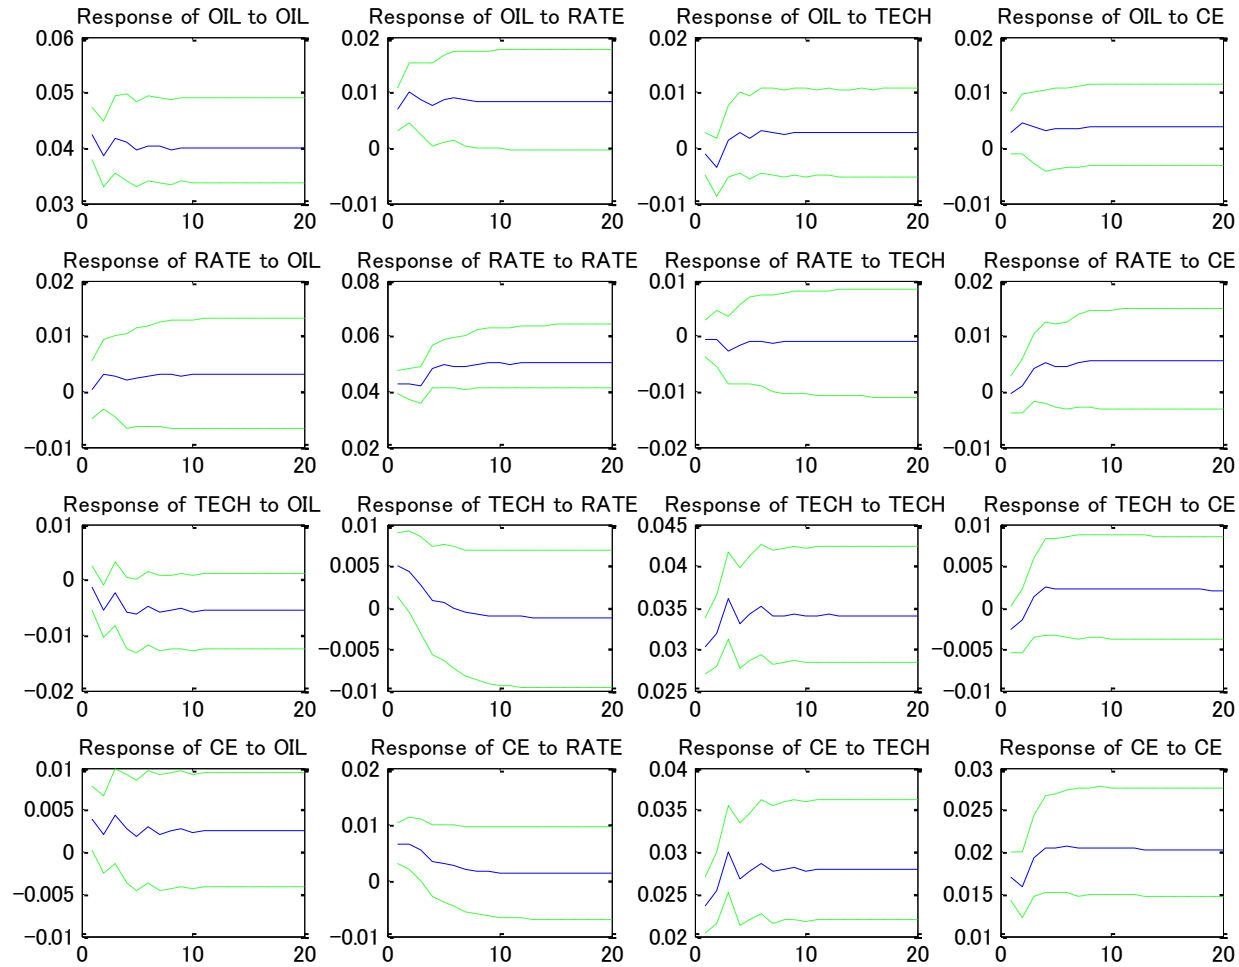 Response of OIL to OIL Response of OIL to RATE Response of OIL to TECH Response of OIL to CE
0.06 0.02 0.02 0.02
0.05 0.01 0.01 0.01
0.04 0 0 0
0.03 −0.01 −0.01 −0.01
0 10 20 0 10 20 0 10 20 0 10 20
Response of RATE to OIL Response of RATE to RATE Response of RATE to TECH Response of RATE to CE
0.02 0.08 0.01 0.02
0.01 0.06 0 0.01
0 0.04 −0.01 0
−0.01 0.02 −0.02 −0.01
0 10 20 0 10 20 0 10 20 0 10 20
Response of TECH to OIL Response of TECH to RATE Response of TECH to TECH Response of TECH to CE
0.01 0.01 0.045 0.01
0.005 0.04 0.005
0 0 0.035 0
−0.01 −0.005 0.03 −0.005
−0.02 −0.01 0.025 −0.01
0 10 20 0 10 20 0 10 20 0 10 20
Response of CE to OIL Response of CE to RATE Response of CE to TECH Response of CE to CE
0.01 0.02 0.04 0.03
0.005 0.01 0.035 0.025
0 0 0.03 0.02
−0.005 0.025 0.015
−0.01 −0.01 0.02 0.01
0 10 20 0 10 20 0 10 20 0 10 20